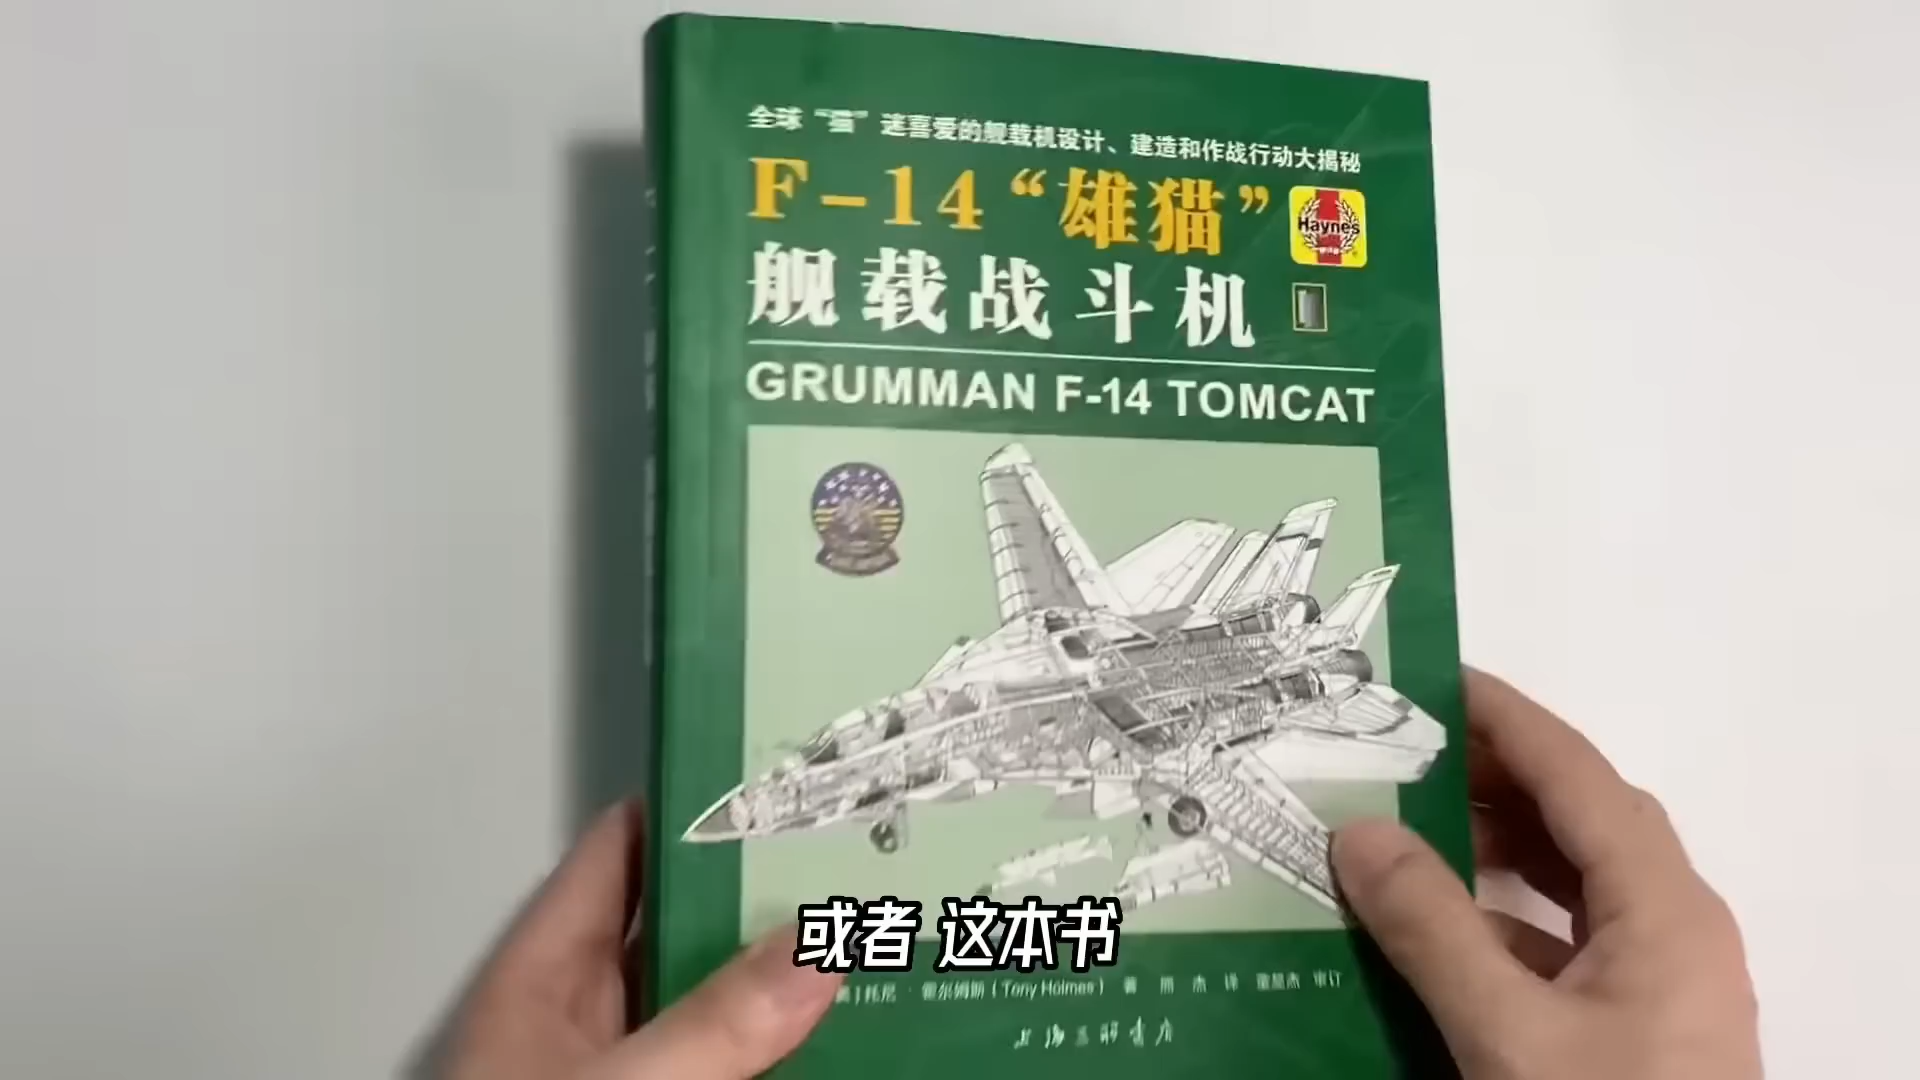 全球“猫”迷喜爱的舰载机设计、建造和作战行动大揭秘
F-14“雄猫”
Haynes
舰载战斗机
GRUMMAN F-14 TOMCAT
或者 这本书
托尼·霍尔姆斯（Tony Holmes）著 杰 译 审订
上海三联书店